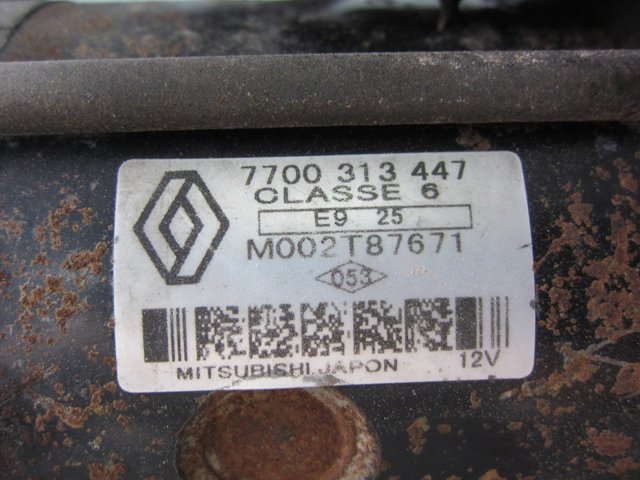 7700 313 447
CLASSE 6
E9 25
M002T87671
053
MITSUBISHI JAPON 12V